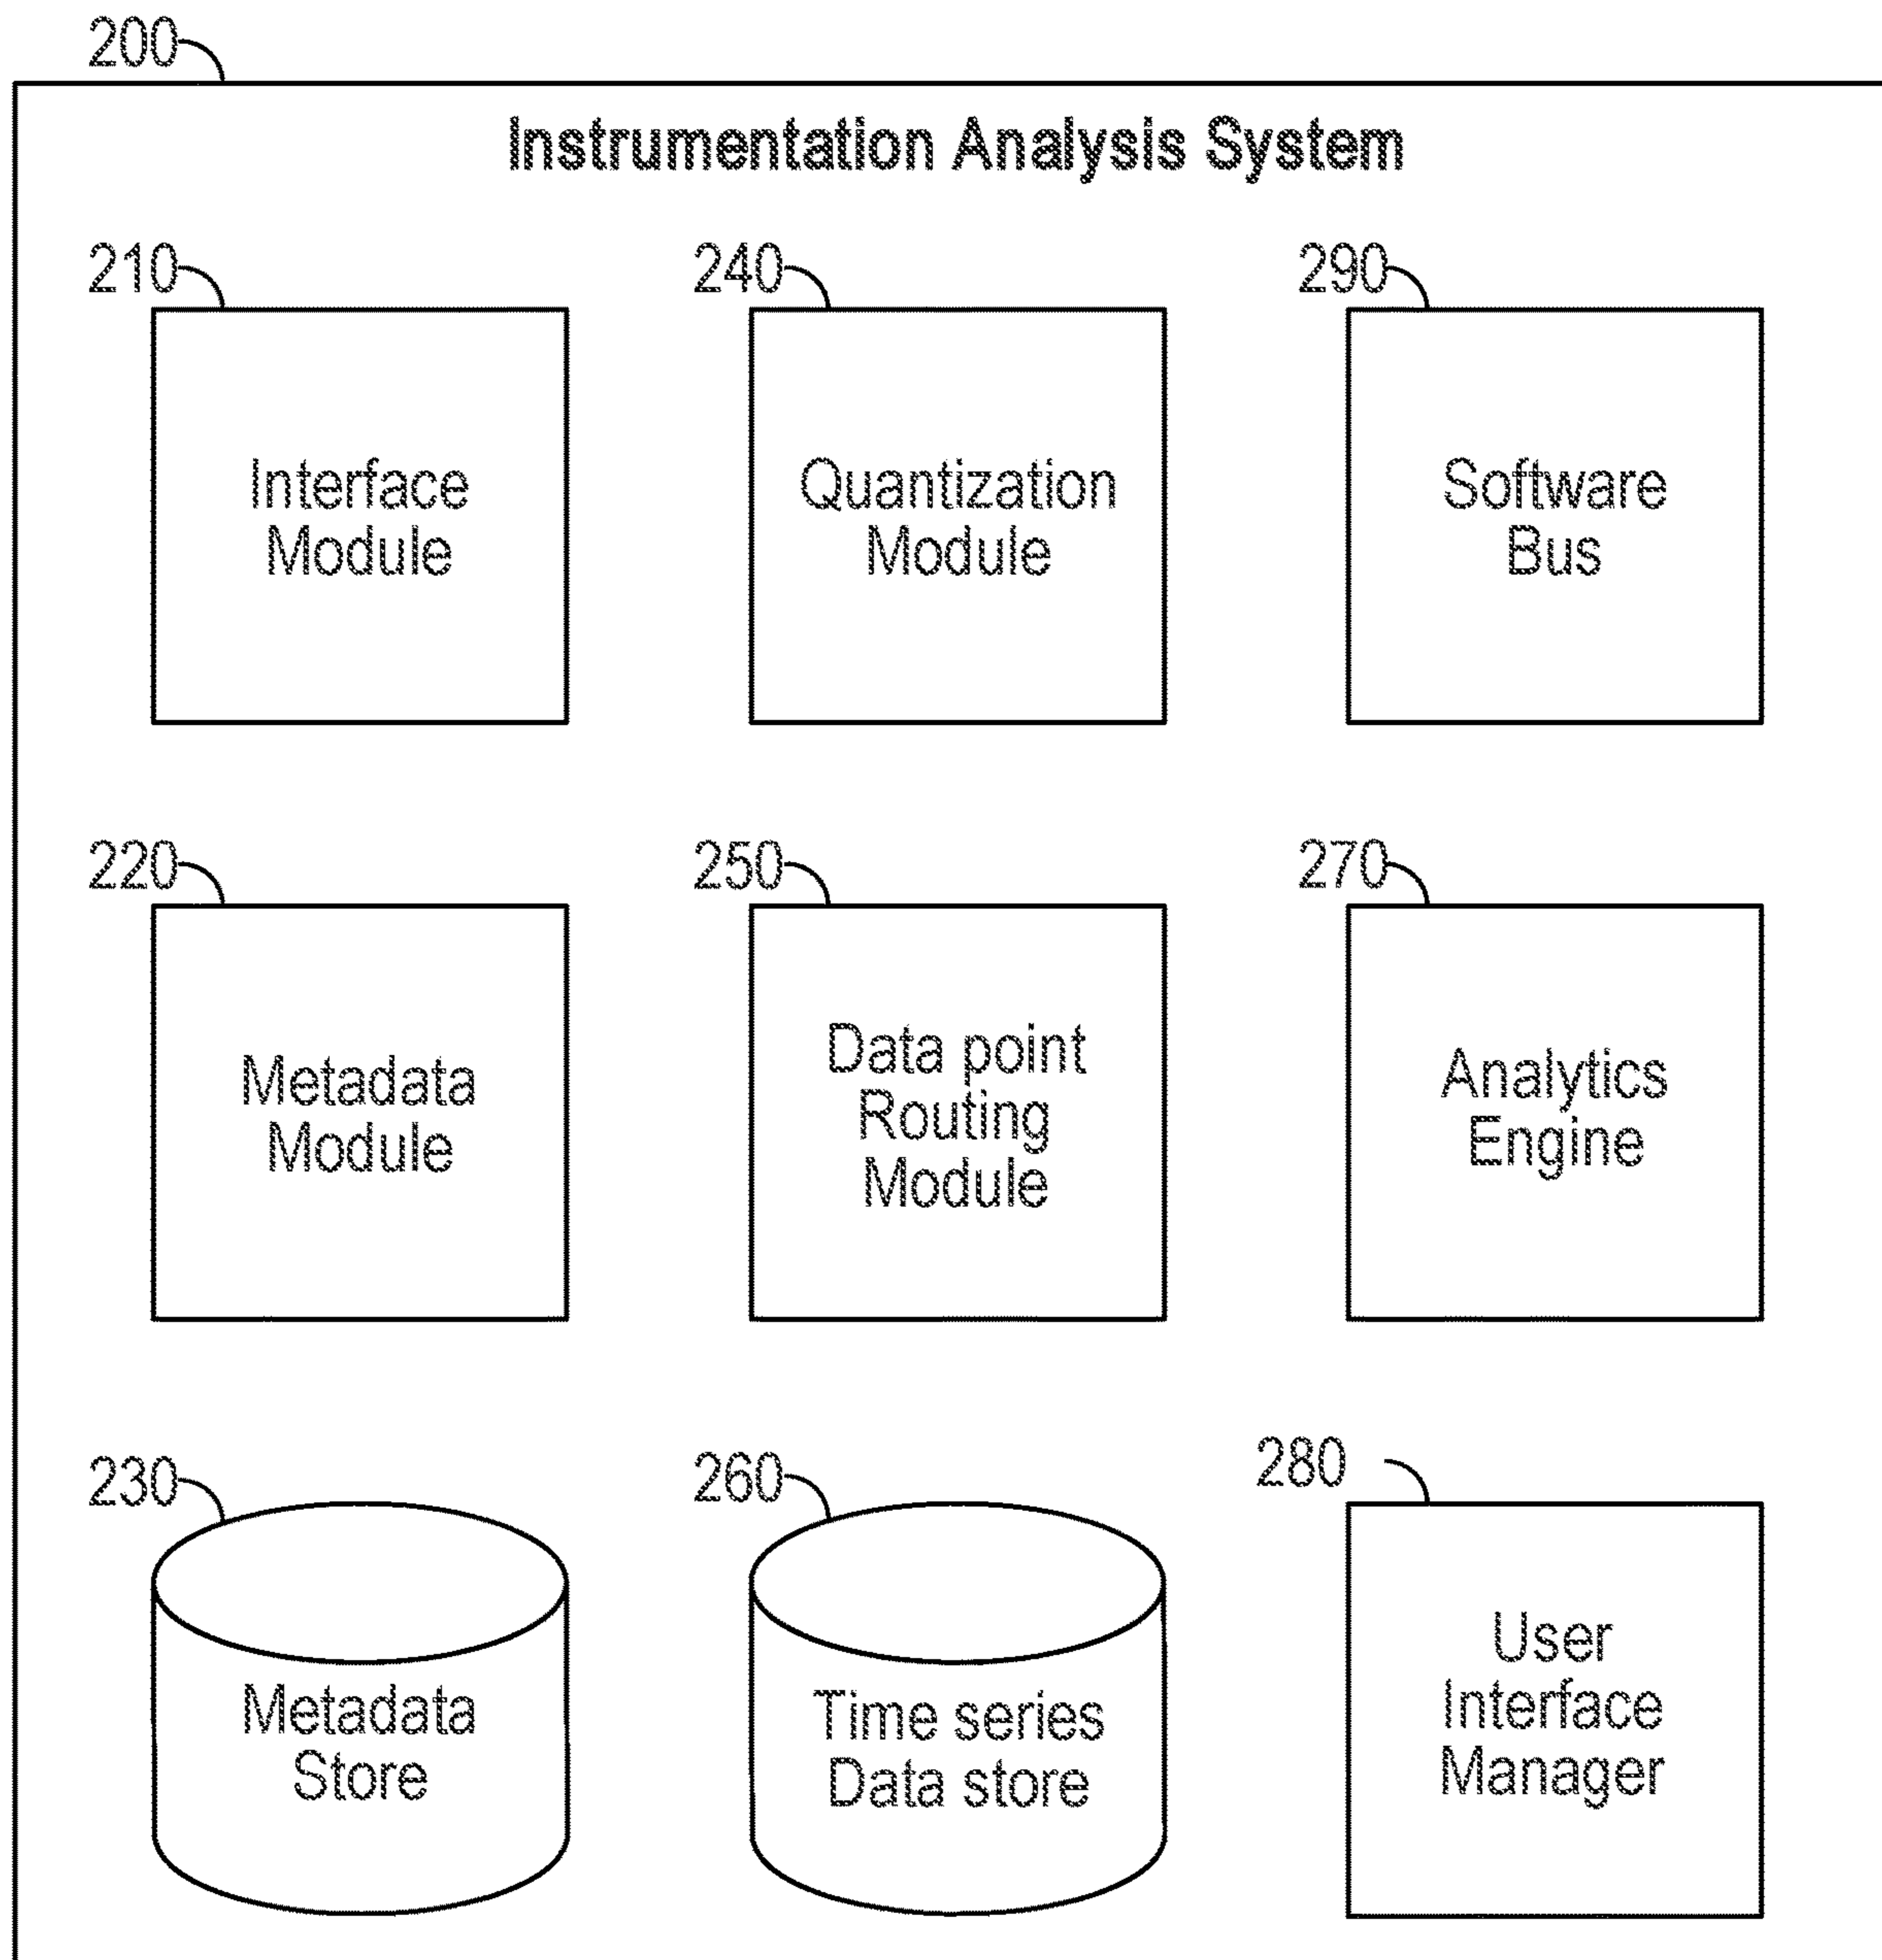 200
Instrumentation Analysis System
210
Interface
Module
240
Quantization
Module
290
Software
Bus
220
Metadata
Module
250
Data point
Routing
Module
270
Analytics
Engine
230
Metadata
Store
260
Time series
Data store
280
User
Interface
Manager